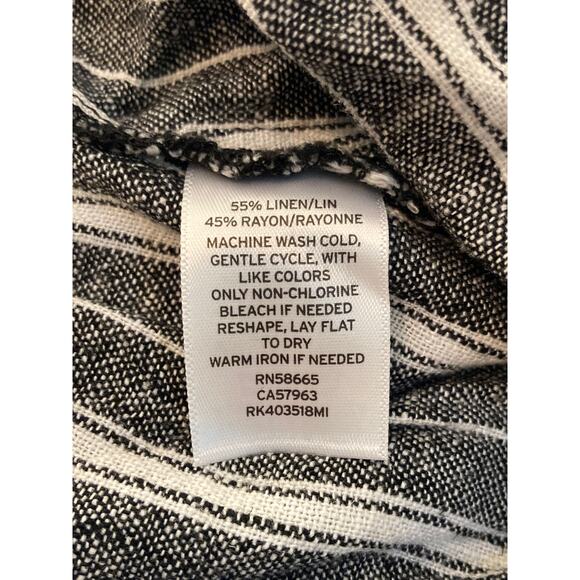 55% LINEN/LIN
45% RAYON/RAYONNE
MACHINE WASH COLD,
GENTLE CYCLE, WITH
LIKE COLORS
ONLY NON-CHLORINE
BLEACH IF NEEDED
RESHAPE, LAY FLAT
TO DRY
WARM IRON IF NEEDED
RN58665
CA57963
RK403518MI